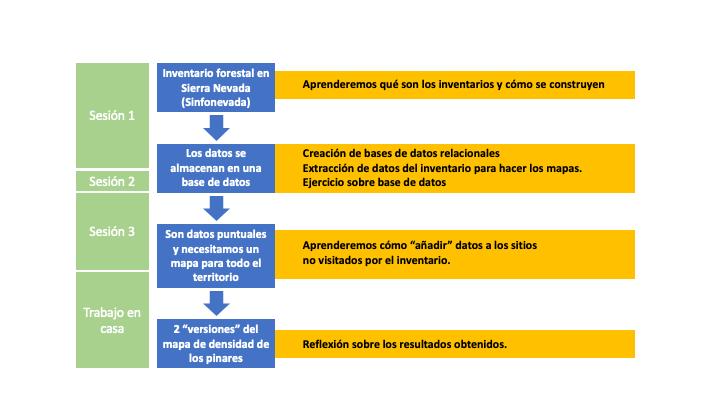 Sesión 1
Inventario forestal en
Sierra Nevada
(Sinfonevada)
Aprenderemos qué son los inventarios y cómo se construyen
Los datos se
almacenan en una
base de datos
Creación de bases de datos relacionales
Extracción de datos del inventario para hacer los mapas.
Ejercicio sobre base de datos
Sesión 2
Sesión 3
Son datos puntuales
y necesitamos un
mapa para todo el
territorio
Aprenderemos cómo “añadir” datos a los sitios
no visitados por el inventario.
Trabajo en
casa
2 “versiones” del
mapa de densidad de
los pinares
Reflexión sobre los resultados obtenidos.